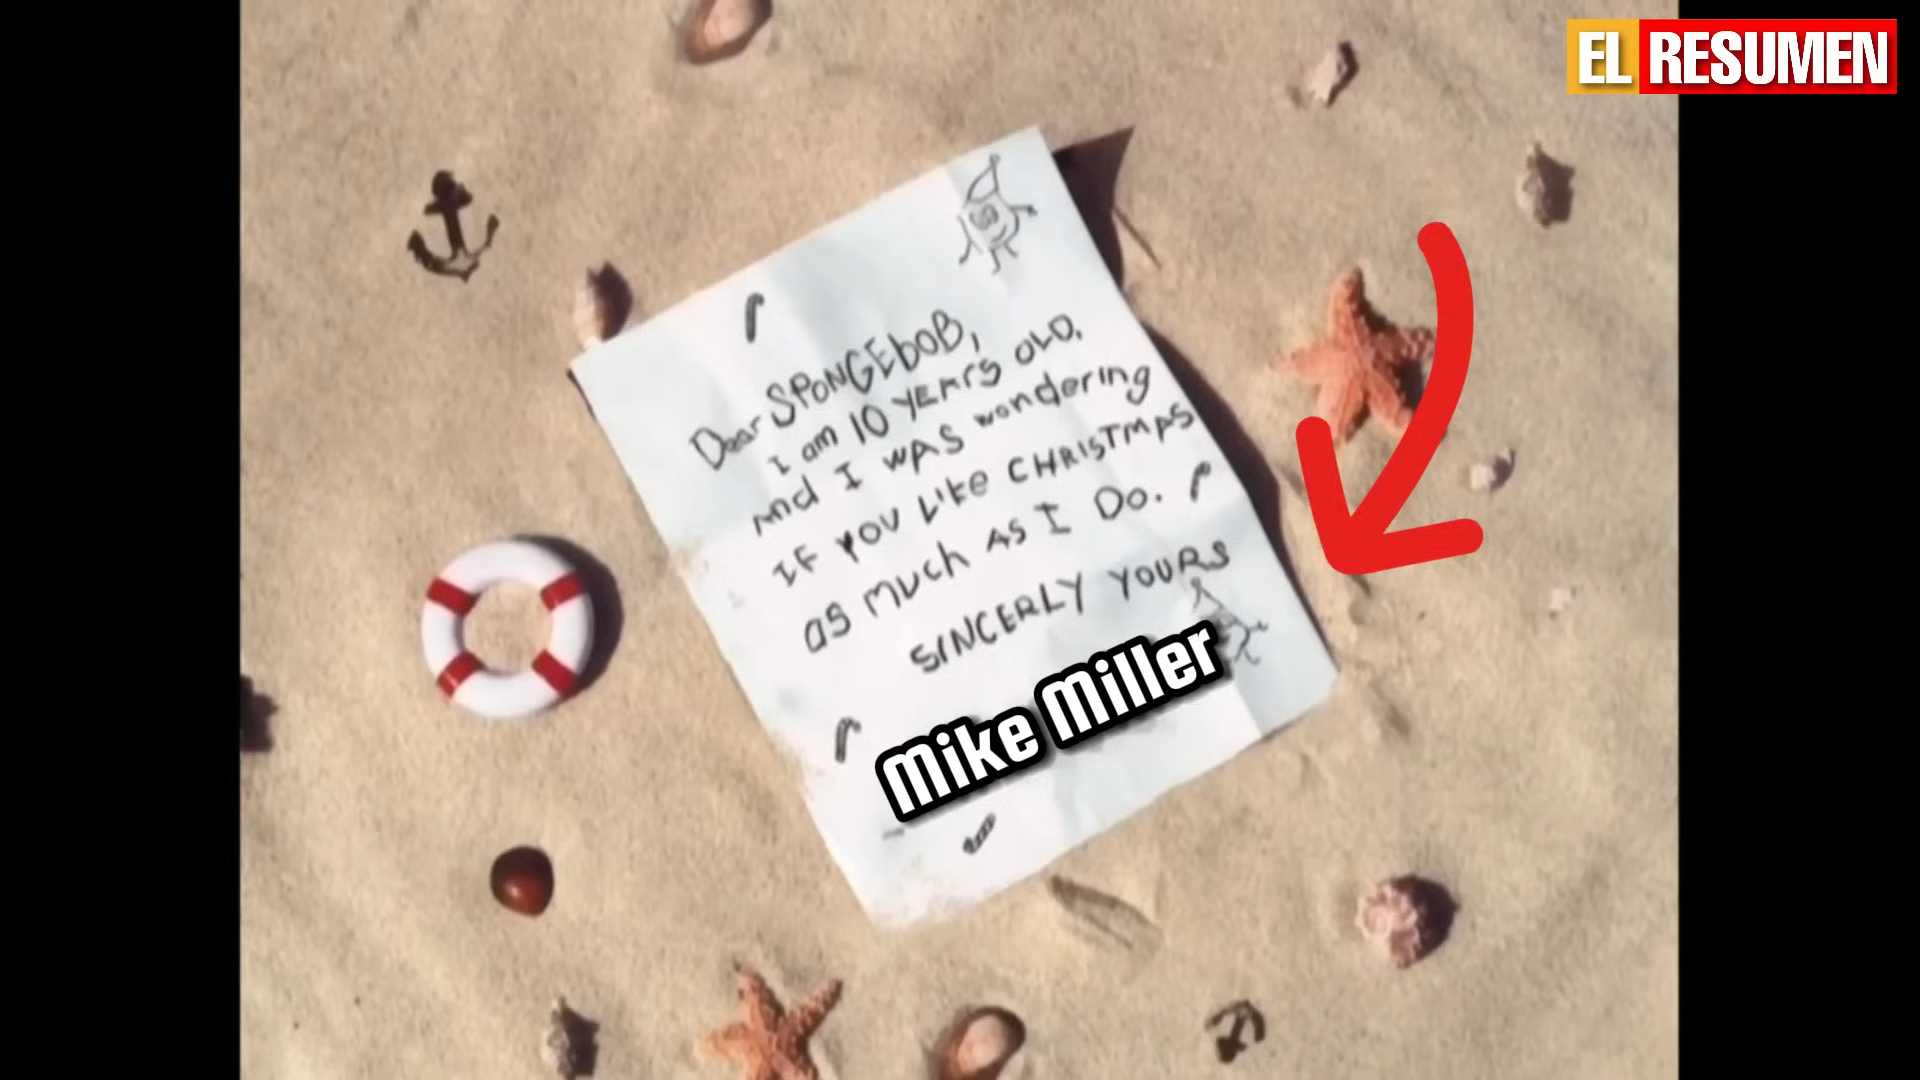 EL RESUMEN
Dear SPONGEbOB,
I am 10 YEArS OLD,
And I WAS wondering
IF YOU Like CHRISTMAS
as much AS I DO.
SINCERLY YOURS
Mike Miller